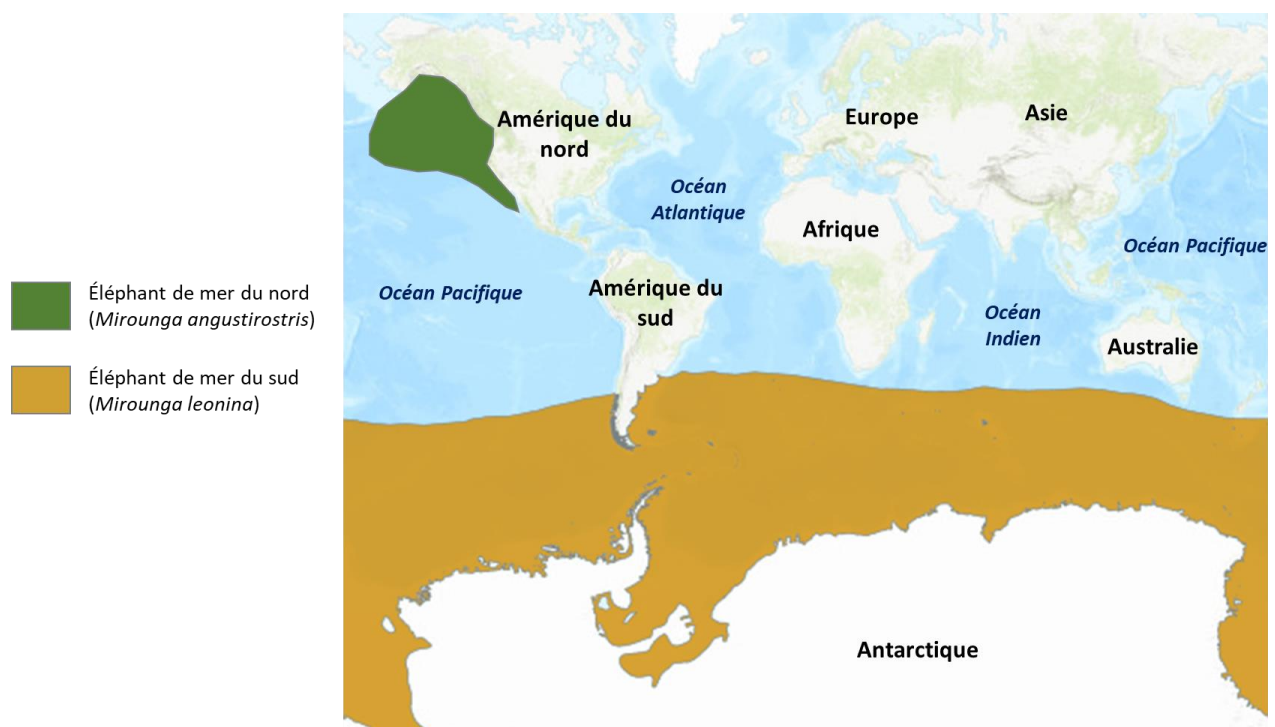 Éléphant de mer du nord
(Mirounga angustirostris)
Éléphant de mer du sud
(Mirounga leonina)
Amérique du
nord
Europe
Asie
Océan
Atlantique
Afrique
Océan Pacifique
Océan Pacifique
Amérique du
sud
Océan
Indien
Australie
Antarctique